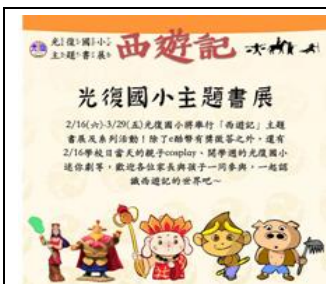 光復國小
主題書展
西遊記
光復國小主題書展
2/16(六)-3/29(五)光復國小將舉行「西遊記」主題
書展及系列活動！除了e酷幣有獎徵答之外，還有
2/16學校日當天的親子cosplay、開學週的光復國小
迷你劇等，歡迎各位家長與孩子一同參與，一起認
識西遊記的世界吧～